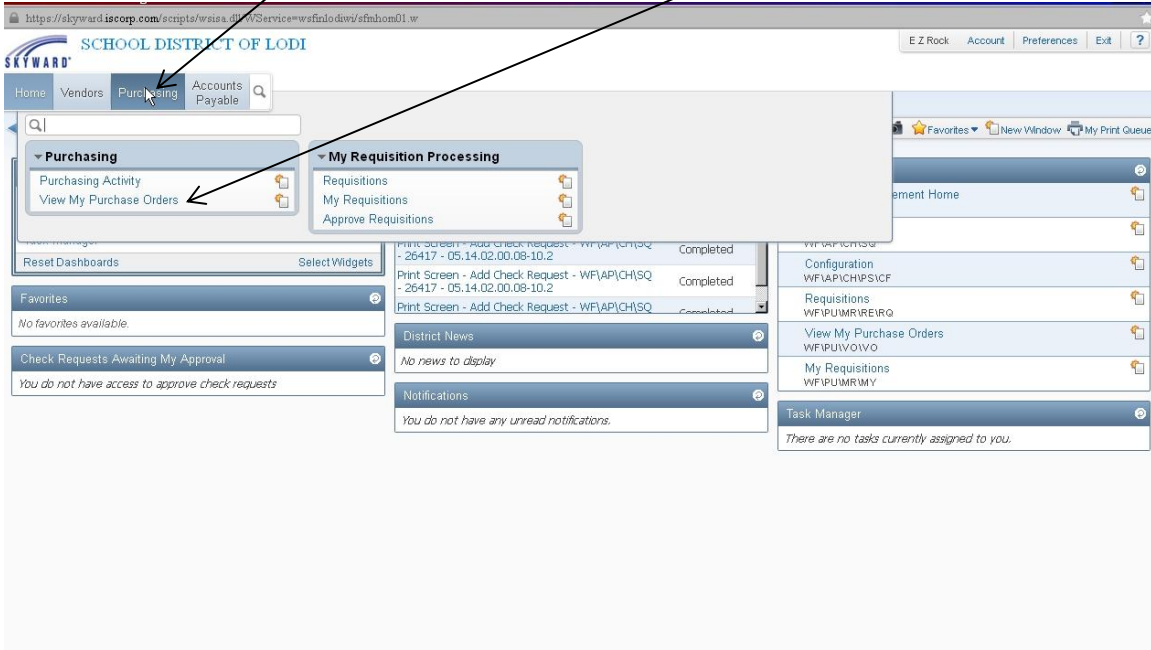 https://skyward.iscorp.com/scripts/wsisa.dll/WService=wsfinlodiwi/sfmhom01.w
SCHOOL DISTRICT OF LODI
SKYWARD
E Z Rock Account Preferences Exit ?
Home Vendors Purchasing Accounts Payable
Favorites New Window My Print Queue
Purchasing
Purchasing Activity
View My Purchase Orders
My Requisition Processing
Requisitions
My Requisitions
Approve Requisitions
Reset Dashboards Select Widgets
Favorites
No favorites available.
Check Requests Awaiting My Approval
You do not have access to approve check requests
Print Screen - Add Check Request - WF\AP\CH\SQ
- 26417 - 05.14.02.00.08-10.2
Completed
Print Screen - Add Check Request - WF\AP\CH\SQ
- 26417 - 05.14.02.00.08-10.2
Completed
Print Screen - Add Check Request - WF\AP\CH\SQ
Completed
District News
No news to display
Notifications
You do not have any unread notifications.
ement Home
WF\AP\CH\SQ
Configuration
WF\AP\CH\PS\CF
Requisitions
WF\PU\MR\RE\RQ
View My Purchase Orders
WF\PU\VO\VO
My Requisitions
WF\PU\MR\MY
Task Manager
There are no tasks currently assigned to you.